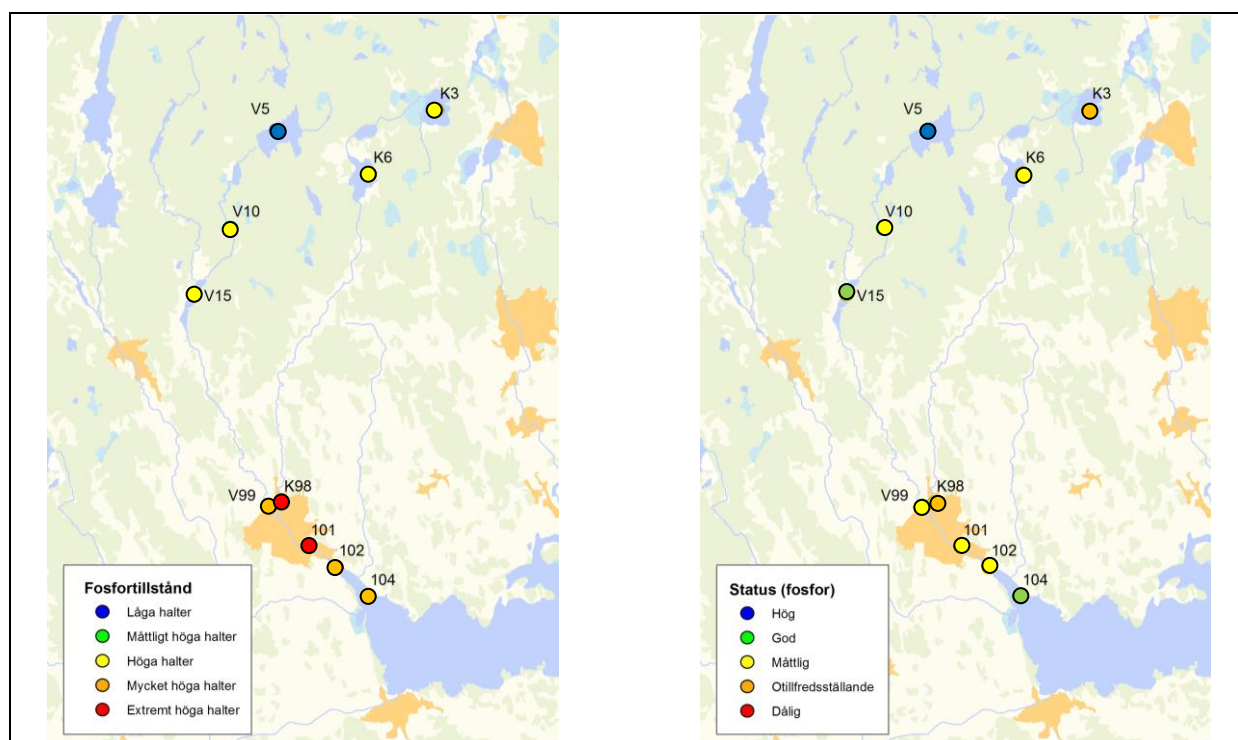 K3
V5
K6
V10
V15
K98
V99
101
102
104
Fosfortillstånd
Låga halter
Måttligt höga halter
Höga halter
Mycket höga halter
Extremt höga halter
K3
V5
K6
V10
V15
K98
V99
101
102
104
Status (fosfor)
Hög
God
Måttlig
Otillfredsställande
Dålig